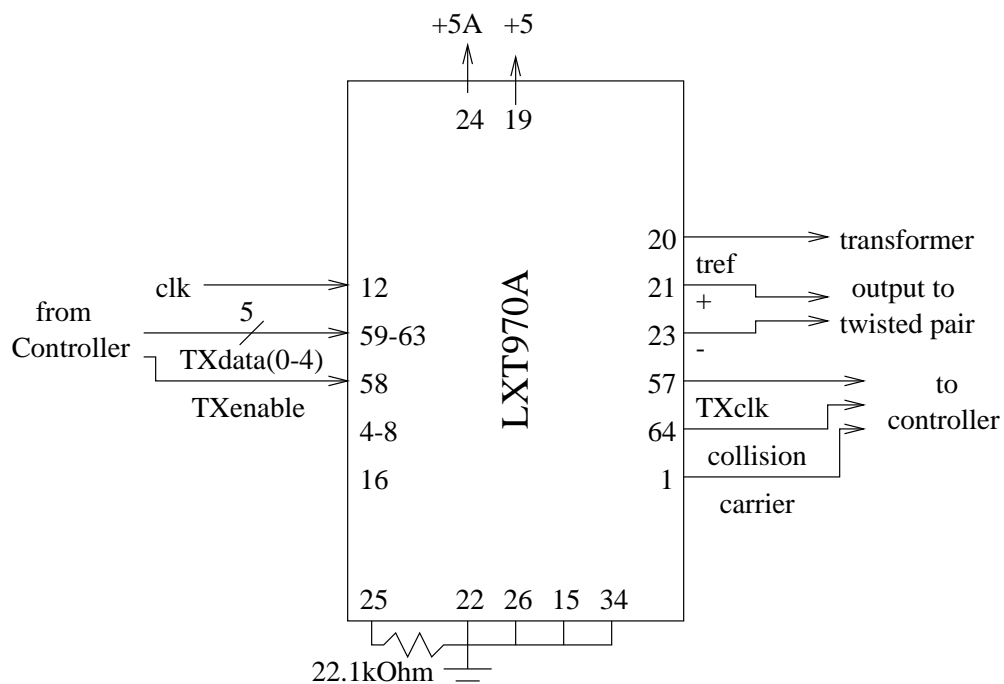 +5A +5
24 19
20 transformer
tref
clk 12 21 + output to
5
from Controller 59-63 23 - twisted pair
TXdata(0-4)
58 57 to controller
TXenable TXclk
4-8 64
collision
16 1
carrier
LXT970A
25 22 26 15 34
22.1kOhm